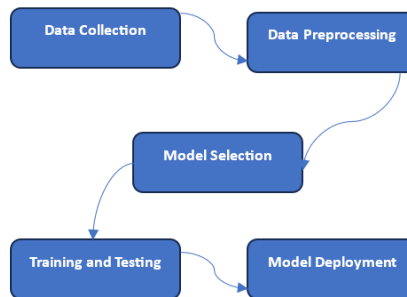 Data Collection
Data Preprocessing
Model Selection
Training and Testing
Model Deployment